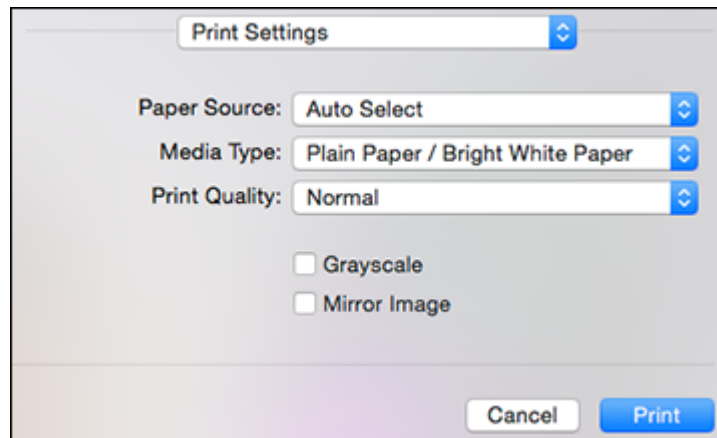 Print Settings
Paper Source: Auto Select
Media Type: Plain Paper / Bright White Paper
Print Quality: Normal
Grayscale
Mirror Image
Cancel Print